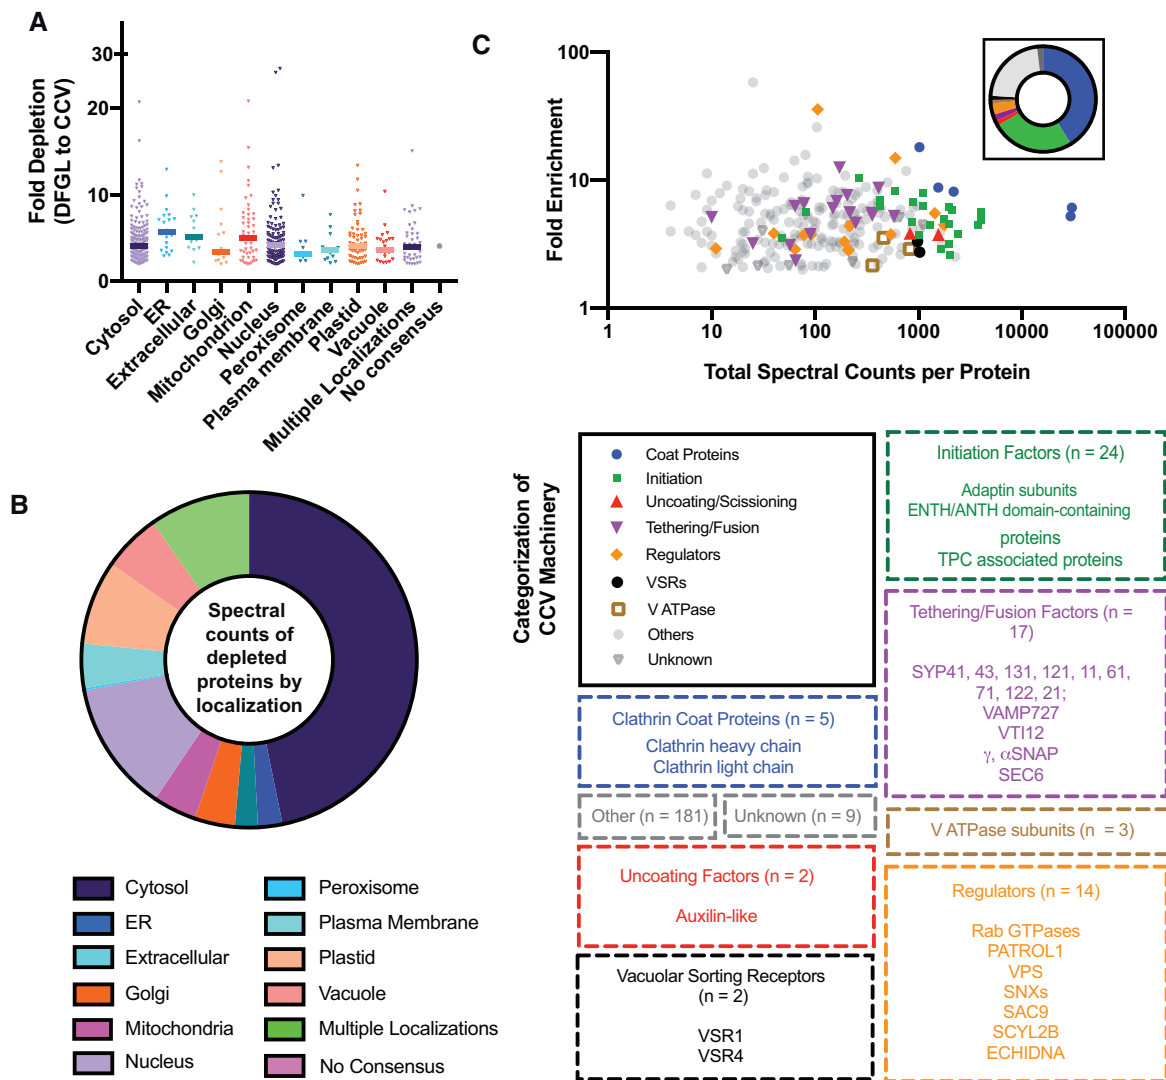 A
Fold Depletion
(DFGL to CCV)
30
20
10
0
Cytosol
ER
Extracellular
Golgi
Mitochondrion
Nucleus
Peroxisome
Plasma membrane
Plastid
Vacuole
Multiple Localizations
No consensus
B
Spectral
counts of
depleted
proteins by
localization
Cytosol
ER
Extracellular
Golgi
Mitochondria
Nucleus
Peroxisome
Plasma Membrane
Plastid
Vacuole
Multiple Localizations
No Consensus
C
Fold Enrichment
100
10
1
1
10
100
1000
10000
100000
Total Spectral Counts per Protein
Categorization of
CCV Machinery
Coat Proteins
Initiation
Uncoating/Scissioning
Tethering/Fusion
Regulators
VSRs
V ATPase
Others
Unknown
Clathrin Coat Proteins (n = 5)
Clathrin heavy chain
Clathrin light chain
Other (n = 181)
Unknown (n = 9)
Uncoating Factors (n = 2)
Auxilin-like
Vacuolar Sorting Receptors
(n = 2)
VSR1
VSR4
Initiation Factors (n = 24)
Adaptin subunits
ENTH/ANTH domain-containing
proteins
TPC associated proteins
Tethering/Fusion Factors (n =
17)
SYP41, 43, 131, 121, 11, 61,
71, 122, 21;
VAMP727
VTI12
γ, αSNAP
SEC6
V ATPase subunits (n = 3)
Regulators (n = 14)
Rab GTPases
PATROL1
VPS
SNXs
SAC9
SCYL2B
ECHIDNA